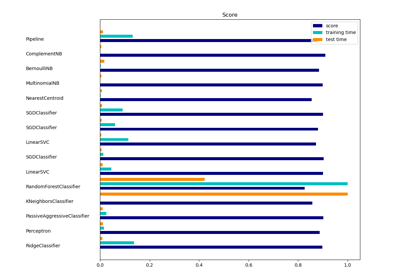 Score
score
training time
test time
Pipeline
ComplementNB
BernoulliNB
MultinomialNB
NearestCentroid
SGDClassifier
SGDClassifier
LinearSVC
SGDClassifier
LinearSVC
RandomForestClassifier
KNeighborsClassifier
PassiveAggressiveClassifier
Perceptron
RidgeClassifier
0.0 0.2 0.4 0.6 0.8 1.0